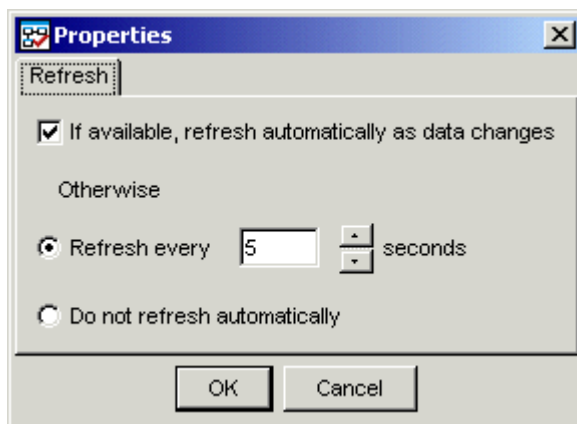 Properties
Refresh
If available, refresh automatically as data changes
Otherwise
Refresh every 5 seconds
Do not refresh automatically
OK Cancel